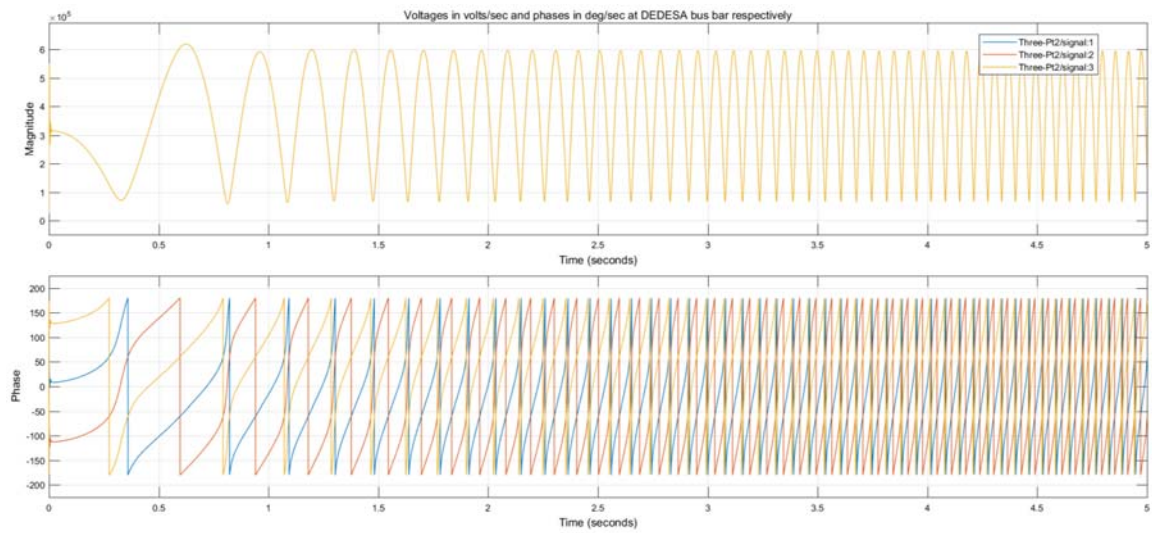 Voltages in volts/sec and phases in deg/sec at DEDESA bus bar respectively
× 10⁵
Magnitude
6
5
4
3
2
1
0
Three-Pt2/signal:1
Three-Pt2/signal:2
Three-Pt2/signal:3
0 0.5 1 1.5 2 2.5 3 3.5 4 4.5 5
Time (seconds)
Phase
200
150
100
50
0
-50
-100
-150
-200
0 0.5 1 1.5 2 2.5 3 3.5 4 4.5 5
Time (seconds)